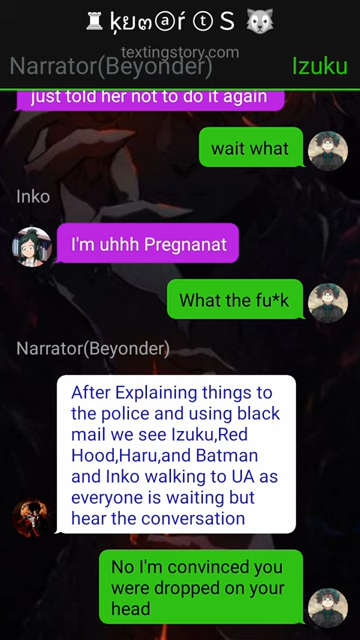 textingstory.com
Narrator(Beyonder) Izuku
just told her not to do it again
wait what
Inko
I'm uhhh Pregnanat
What the fu*k
Narrator(Beyonder)
After Explaining things to
the police and using black
mail we see Izuku,Red
Hood,Haru,and Batman
and Inko walking to UA as
everyone is waiting but
hear the conversation
No I'm convinced you
were dropped on your
head